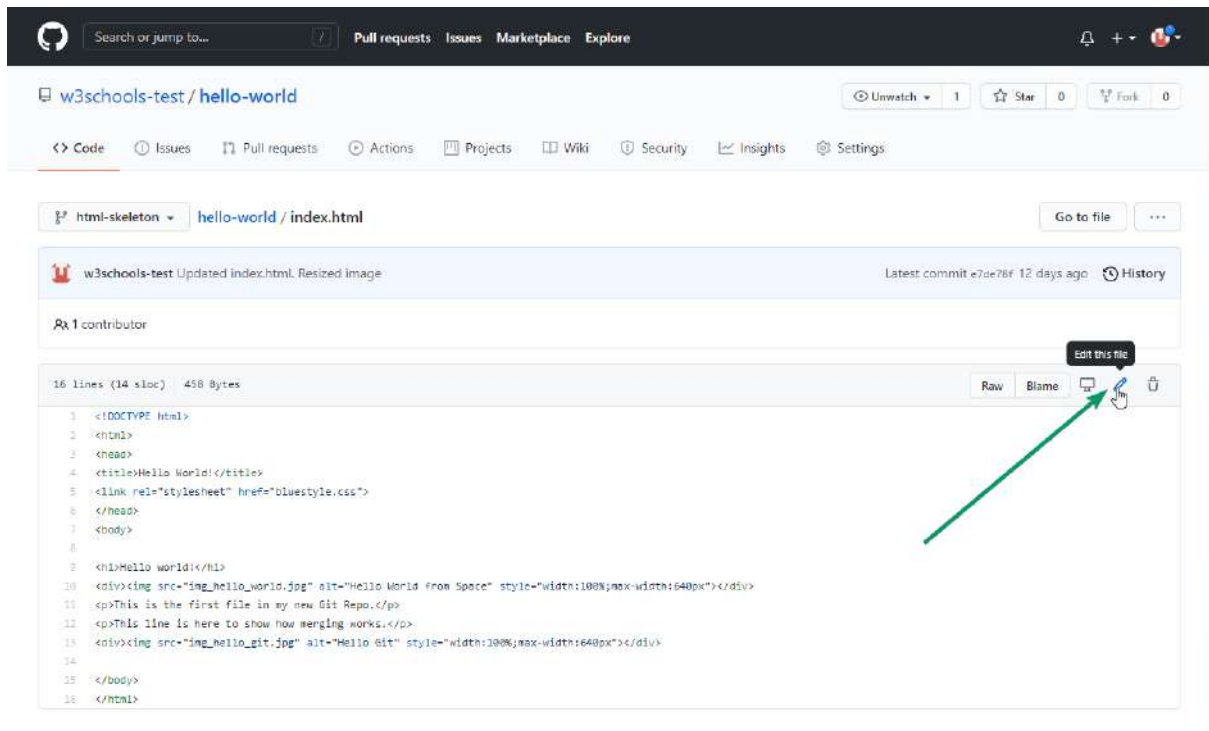 Search or jump to... / Pull requests Issues Marketplace Explore
w3schools-test / hello-world Unwatch 1 Star 0 Fork 0
<> Code Issues Pull requests Actions Projects Wiki Security Insights Settings
html-skeleton hello-world / index.html Go to file ...
w3schools-test Updated index.html. Resized image Latest commit e7de78f 12 days ago History
1 contributor
Edit this file
16 lines (14 sloc) 458 Bytes Raw Blame
1 <!DOCTYPE html>
2 <html>
3 <head>
4 <title>Hello World!</title>
5 <link rel="stylesheet" href="bluestyle.css">
6 </head>
7 <body>
8
9 <h1>Hello world!</h1>
10 <div><img src="img_hello_world.jpg" alt="Hello World from Space" style="width:100%;max-width:640px"></div>
11 <p>This is the first file in my new Git Repo.</p>
12 <p>This line is here to show how merging works.</p>
13 <div><img src="img_hello_git.jpg" alt="Hello Git" style="width:100%;max-width:640px"></div>
14
15 </body>
16 </html>